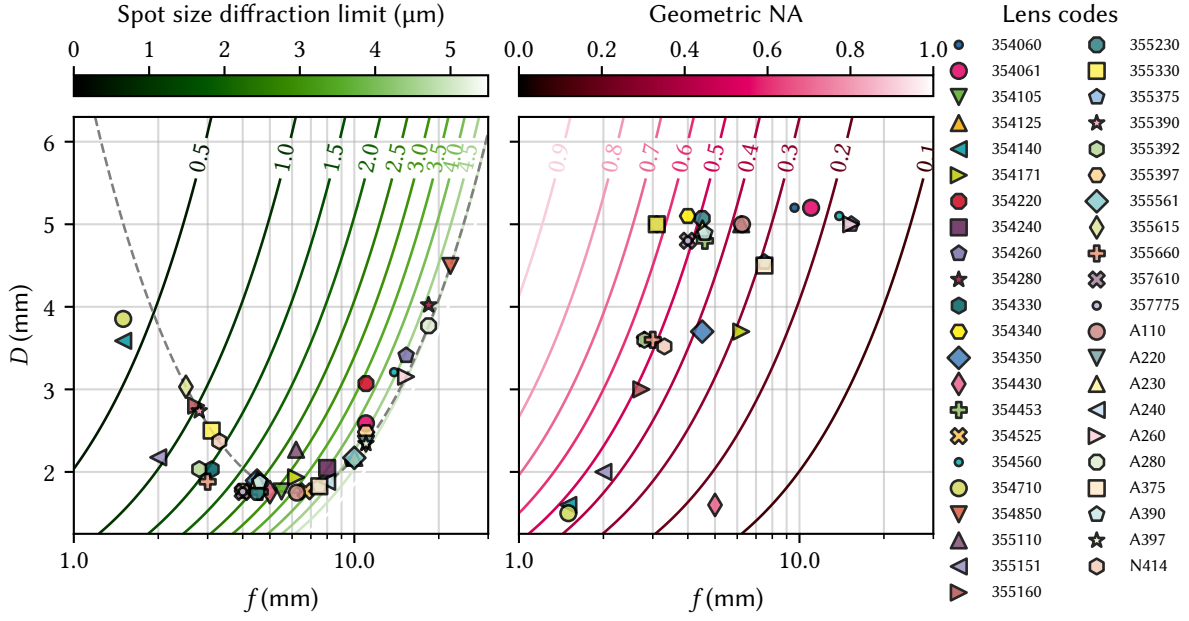 Spot size diffraction limit (μm)
0 1 2 3 4 5
Geometric NA
0.0 0.2 0.4 0.6 0.8 1.0
Lens codes
D (mm)
6
5
4
3
2
0.5 1.0 1.5 2.0 2.5 3.0 3.5 4.0 4.5
0.9 0.8 0.7 0.6 0.5 0.4 0.3 0.2 0.1
1.0 10.0
f (mm)
1.0 10.0
f (mm)
354060 355230
354061 355330
354105 355375
354125 355390
354140 355392
354171 355397
354220 355561
354240 355615
354260 355660
354280 357610
354330 357775
354340 A110
354350 A220
354430 A230
354453 A240
354525 A260
354560 A280
354710 A375
354850 A390
355110 A397
355151 N414
355160